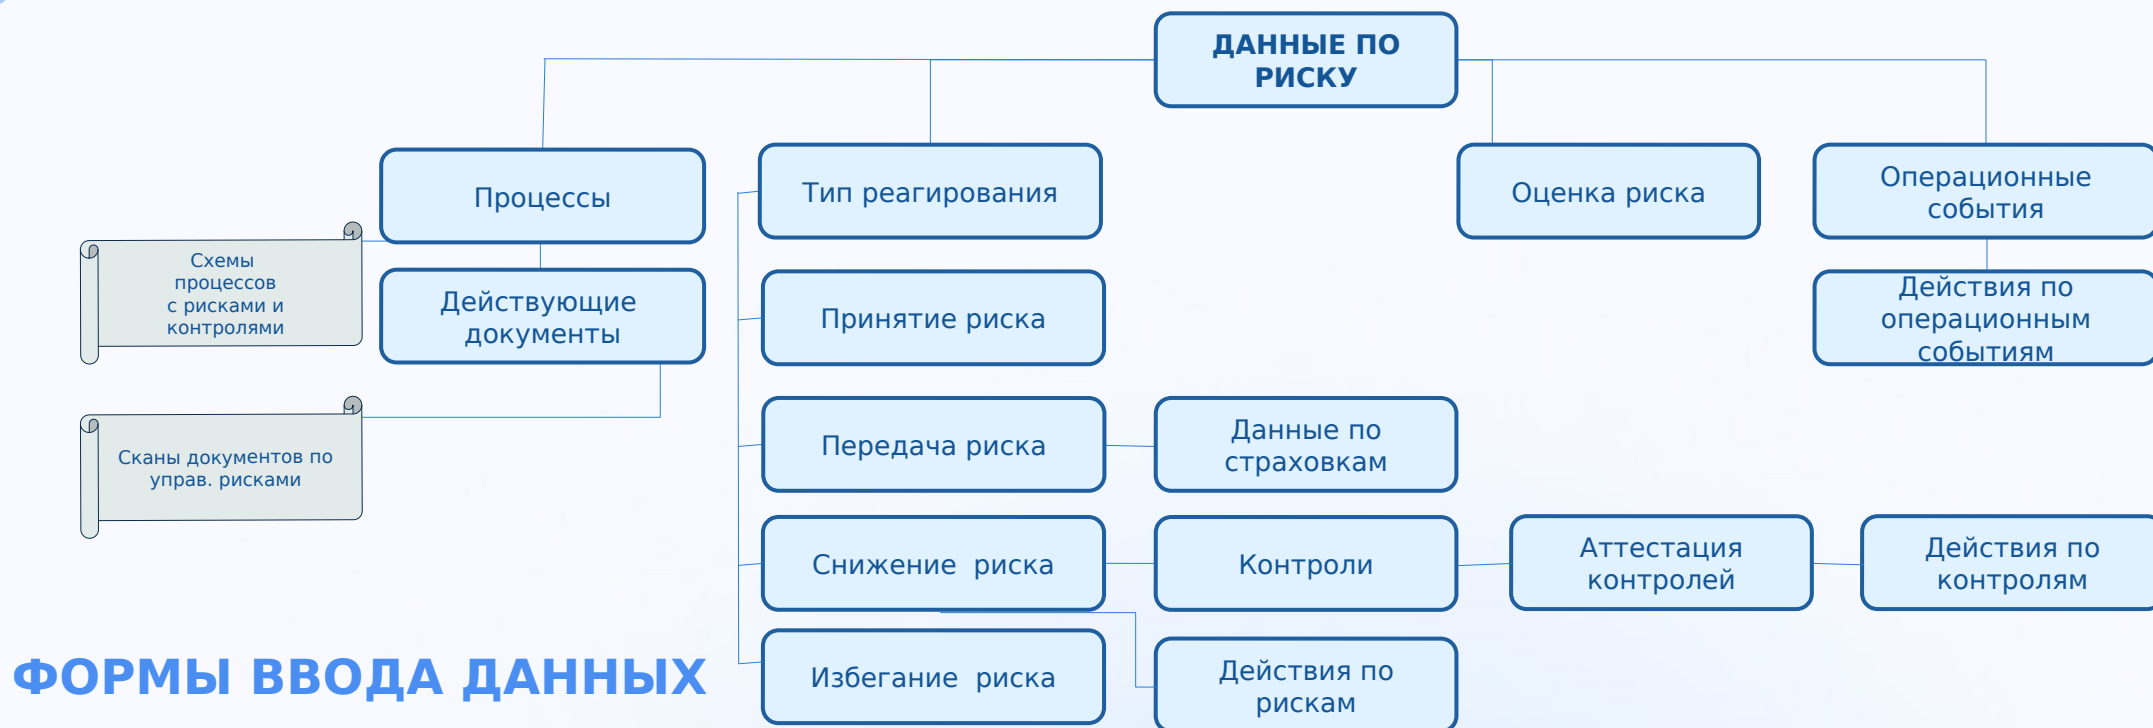 ДАННЫЕ ПО
РИСКУ
Процессы
Тип реагирования
Оценка риска
Операционные
события
Схемы
процессов
с рисками и
контролями
Действующие
документы
Принятие риска
Действия по
операционным
событиям
Сканы документов по
управ. рисками
Передача риска
Данные по
страховкам
Снижение  риска
Контроли
Аттестация
контролей
Действия по
контролям
ФОРМЫ ВВОДА ДАННЫХ
Избегание  риска
Действия по
рискам